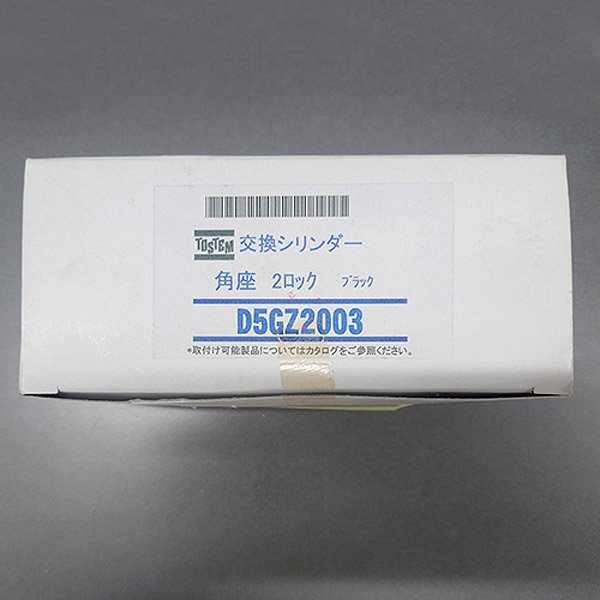 TOSTEM 交換シリンダー
角座 2ロック ブラック
D5GZ2003
*取付け可能製品についてはカタログをご参照ください。